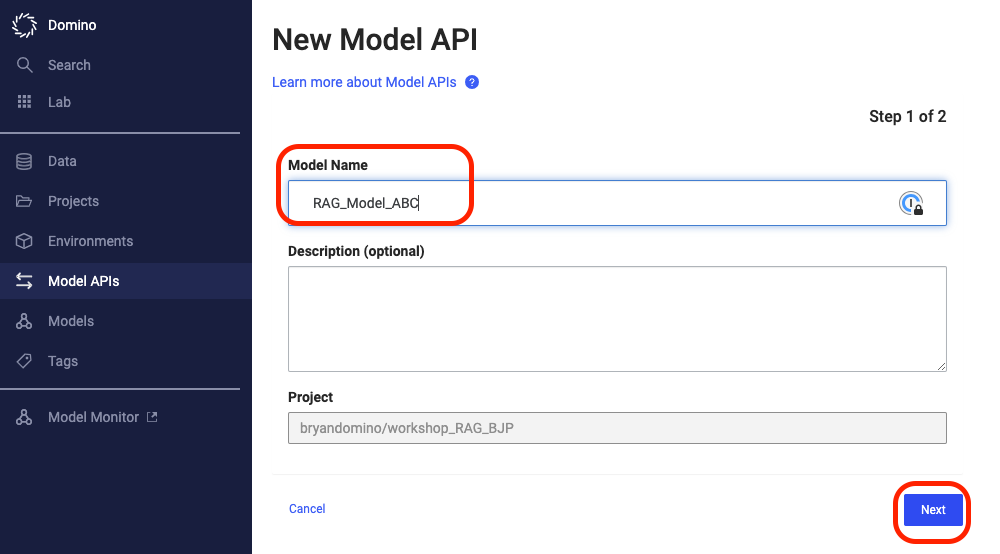 Domino
Search
Lab
Data
Projects
Environments
Model APIs
Models
Tags
Model Monitor
New Model API
Learn more about Model APIs ?
Step 1 of 2
Model Name
RAG_Model_ABC
Description (optional)
Project
bryandomino/workshop_RAG_BJP
Cancel
Next